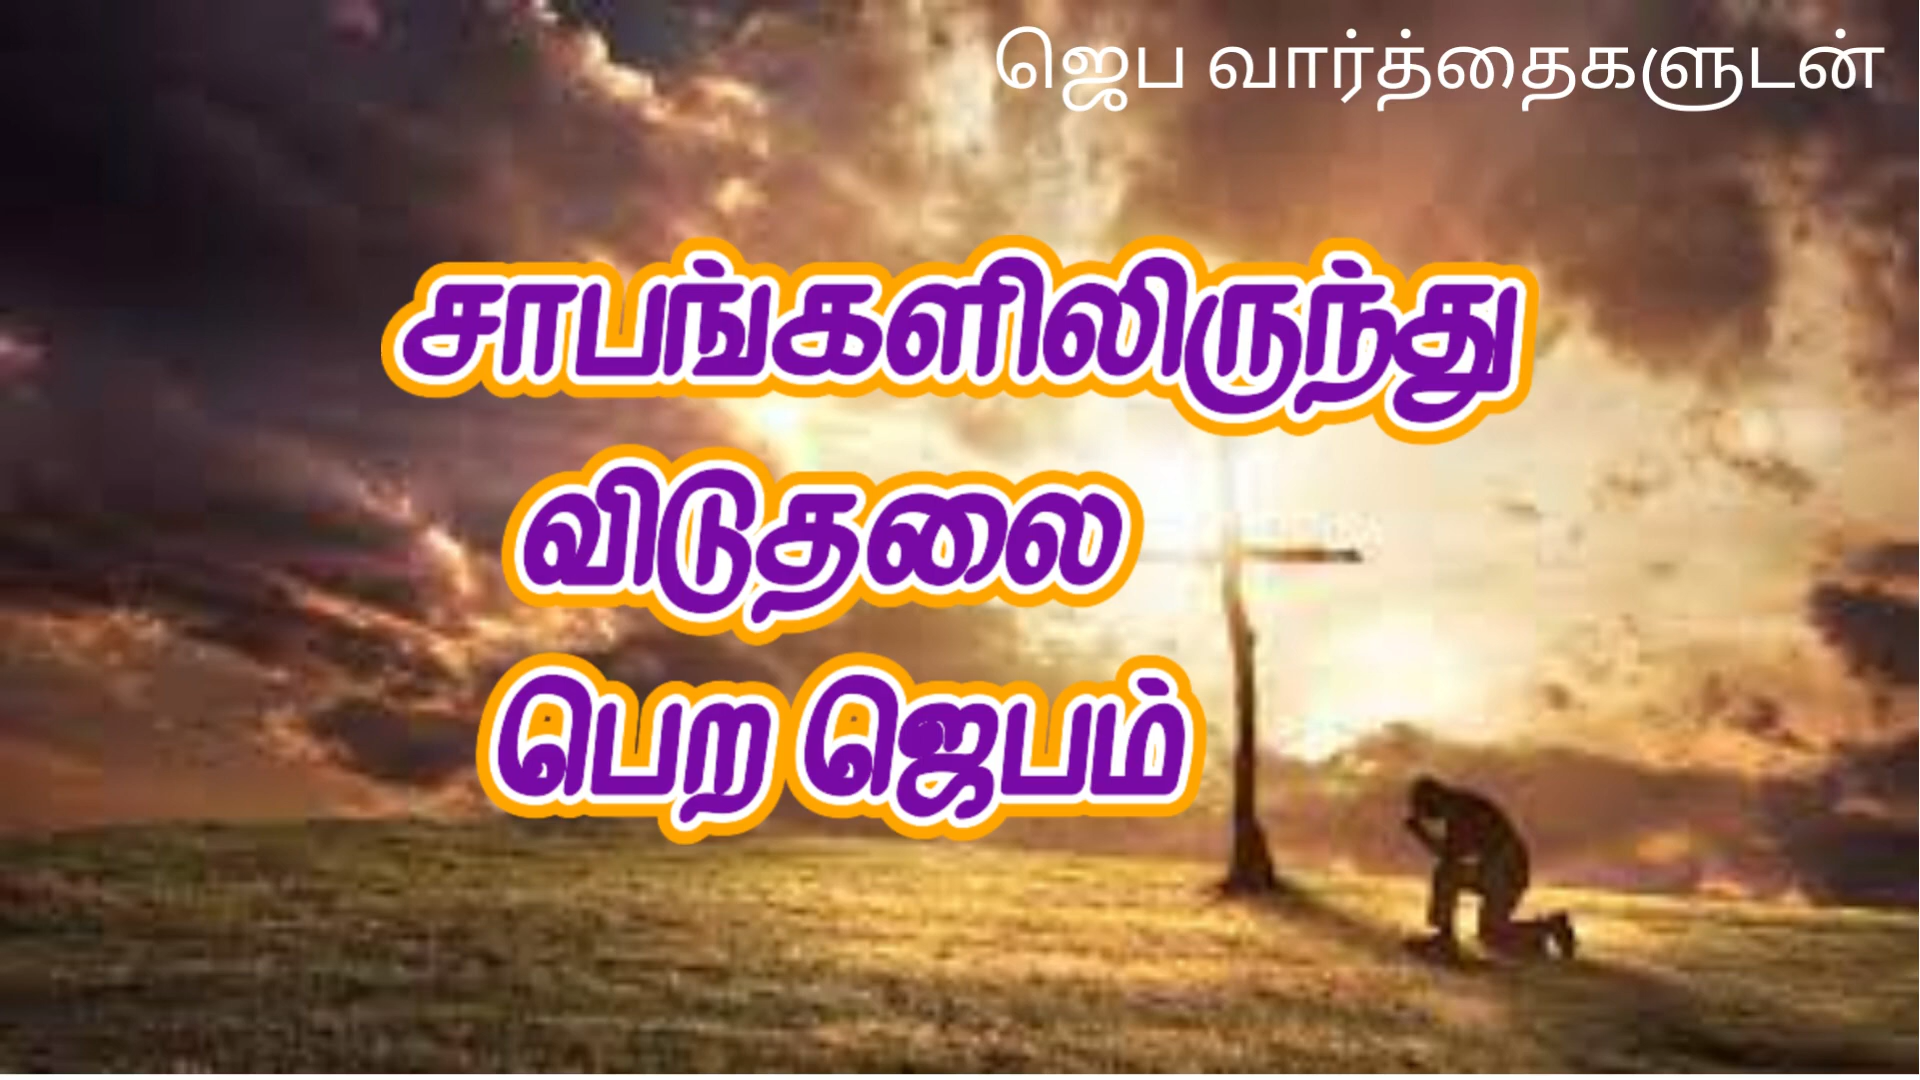 ஜெப வார்த்தைகளுடன்
சாபங்களிலிருந்து
விடுதலை
பெற ஜெபம்